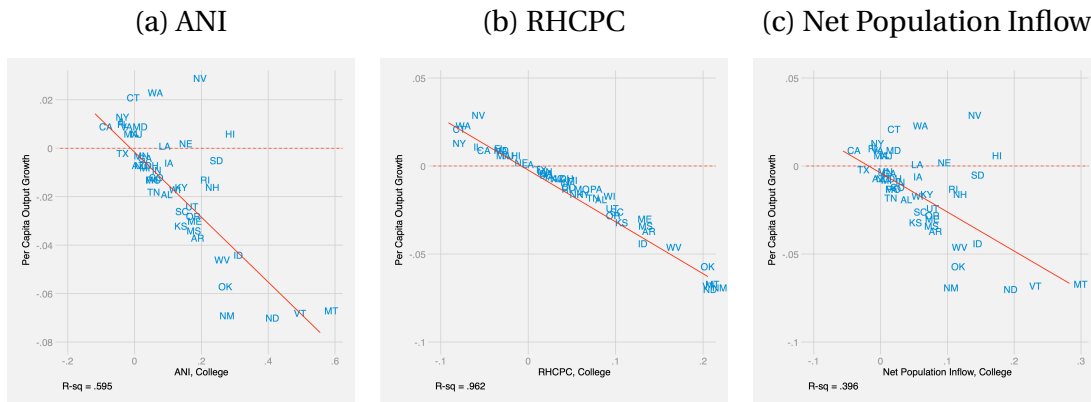 (a) ANI
(b) RHCPC
(c) Net Population Inflow
Per Capita Output Growth
.02
0
-.02
-.04
-.06
-.08
NV
WA
CT
NY
CA
MD
HI
NE
LA
TX
SD
IA
RI
NH
KY
TN
AL
UT
SC
KS
ME
MS
AR
WV
ID
OK
NM
ND
VT
MT
-.2
0
.2
.4
.6
ANI, College
R-sq = .595
Per Capita Output Growth
.05
0
-.05
-.1
NV
WA
CT
NY
HI
PA
TN
AL
WI
UT
SC
KS
ME
MS
AR
ID
WV
OK
ND
NM
-.1
0
.1
.2
RHCPC, College
R-sq = .962
Per Capita Output Growth
.05
0
-.05
-.1
NV
WA
CT
NY
CA
MD
HI
NE
LA
TX
SD
IA
RI
NH
KY
TN
AL
UT
SC
KS
MS
AR
WV
ID
OK
NM
ND
VT
MT
-.1
0
.1
.2
.3
Net Population Inflow, College
R-sq = .396